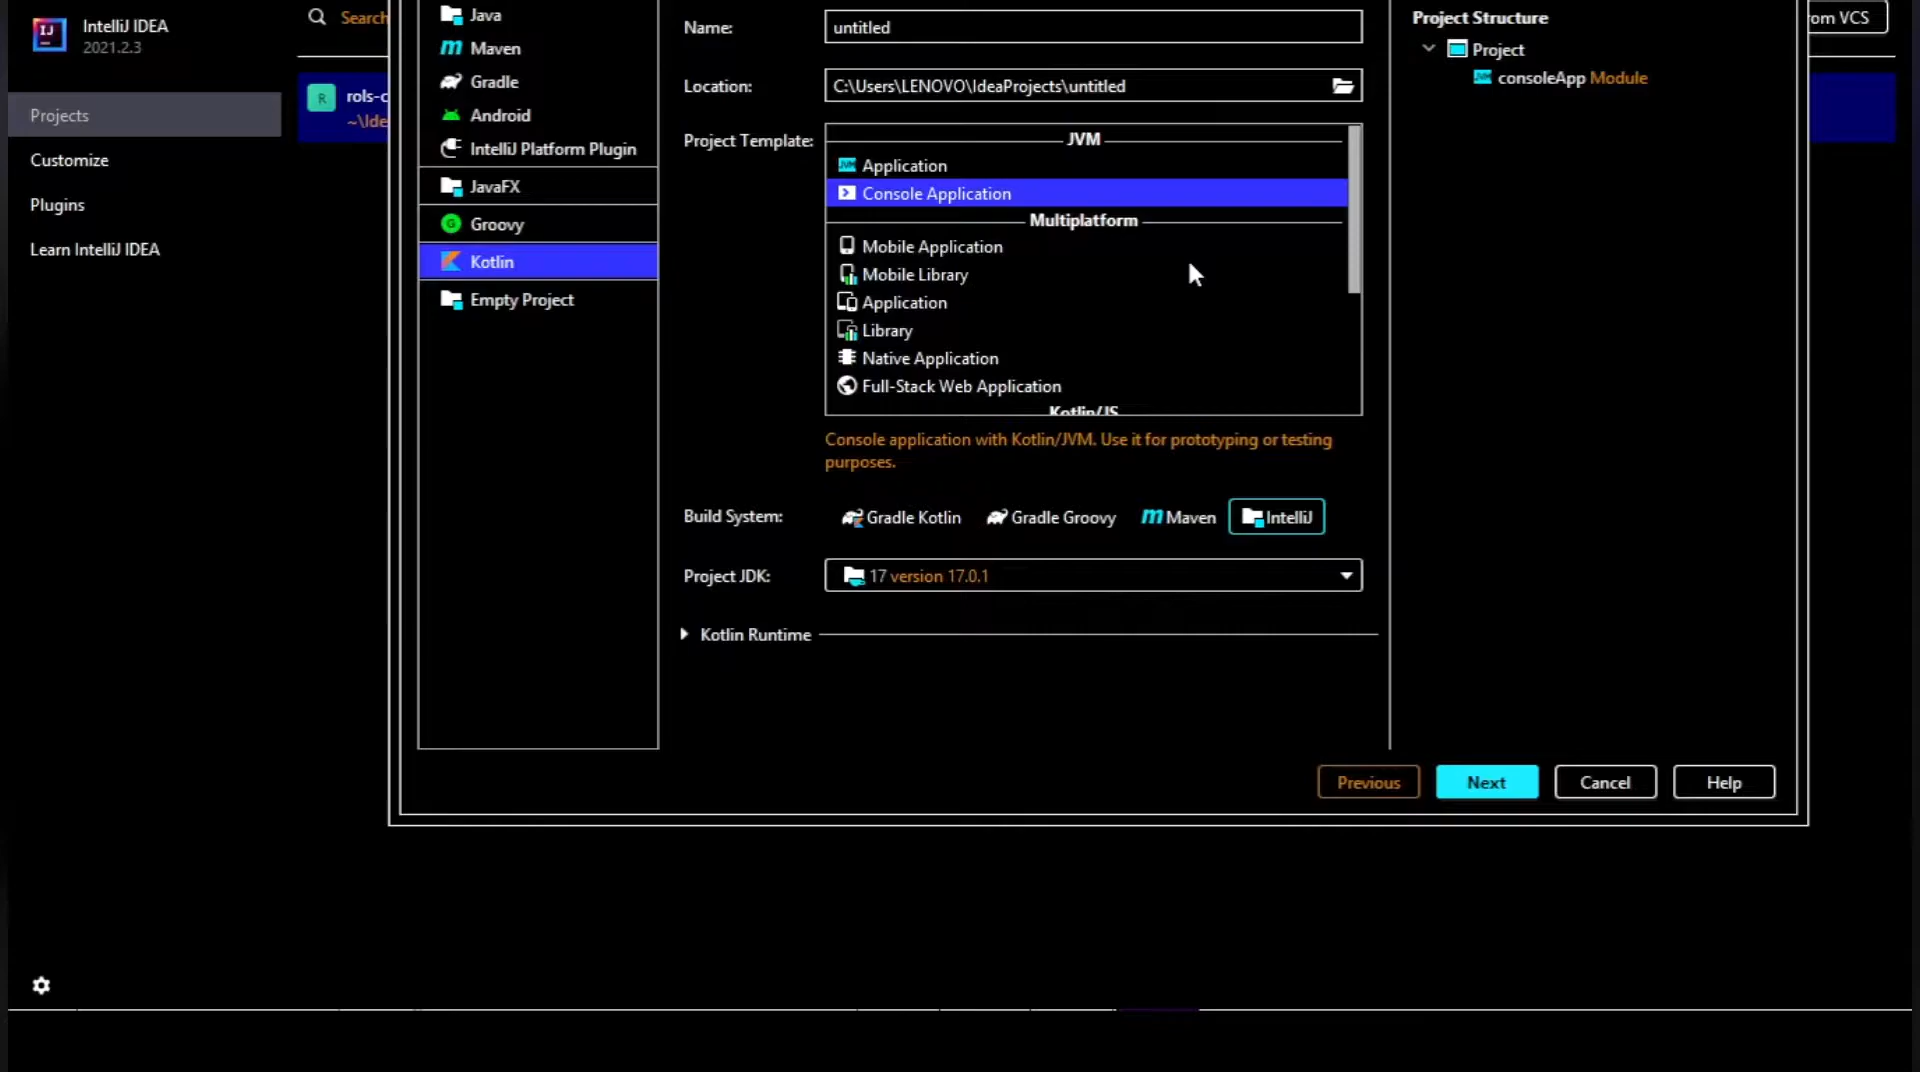 IntelliJ IDEA
2021.2.3
Projects
Customize
Plugins
Learn IntelliJ IDEA
Search
rols-c
~\Ide
Java
Maven
Gradle
Android
IntelliJ Platform Plugin
JavaFX
Groovy
Kotlin
Empty Project
Name: untitled
Location: C:\Users\LENOVO\IdeaProjects\untitled
Project Template:
JVM
Application
Console Application
Multiplatform
Mobile Application
Mobile Library
Application
Library
Native Application
Full-Stack Web Application
Kotlin/JS
Console application with Kotlin/JVM. Use it for prototyping or testing
purposes.
Build System: Gradle Kotlin Gradle Groovy Maven IntelliJ
Project JDK: 17 version 17.0.1
Kotlin Runtime
Project Structure
Project
consoleApp Module
rom VCS
Previous Next Cancel Help